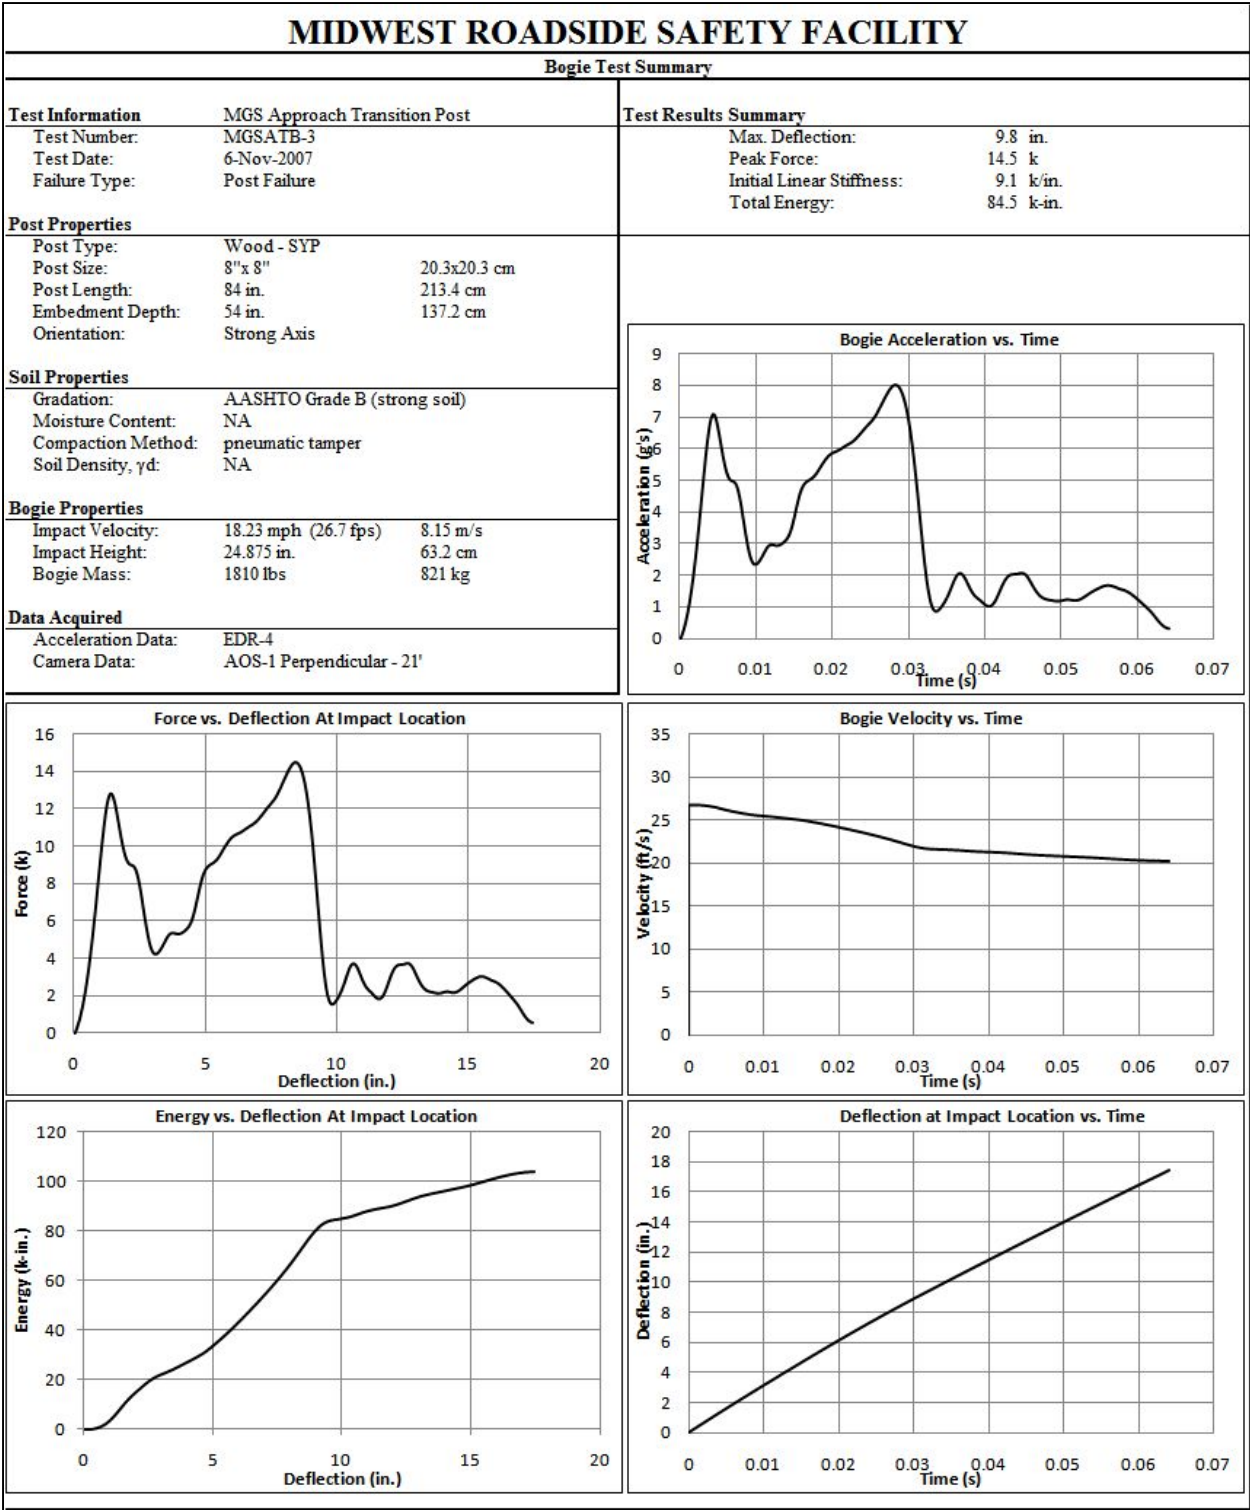 MIDWEST ROADSIDE SAFETY FACILITY
Bogie Test Summary
Test Information MGS Approach Transition Post
Test Number: MGSATB-3
Test Date: 6-Nov-2007
Failure Type: Post Failure
Post Properties
Post Type: Wood - SYP
Post Size: 8"x 8" 20.3x20.3 cm
Post Length: 84 in. 213.4 cm
Embedment Depth: 54 in. 137.2 cm
Orientation: Strong Axis
Soil Properties
Gradation: AASHTO Grade B (strong soil)
Moisture Content: NA
Compaction Method: pneumatic tamper
Soil Density, γd: NA
Bogie Properties
Impact Velocity: 18.23 mph (26.7 fps) 8.15 m/s
Impact Height: 24.875 in. 63.2 cm
Bogie Mass: 1810 lbs 821 kg
Data Acquired
Acceleration Data: EDR-4
Camera Data: AOS-1 Perpendicular - 21'
Test Results Summary
Max. Deflection: 9.8 in.
Peak Force: 14.5 k
Initial Linear Stiffness: 9.1 k/in.
Total Energy: 84.5 k-in.
Bogie Acceleration vs. Time
Acceleration (g's)
9
8
7
6
5
4
3
2
1
0
0 0.01 0.02 0.03 0.04 0.05 0.06 0.07
Time (s)
Force vs. Deflection At Impact Location
Force (k)
16
14
12
10
8
6
4
2
0
0 5 10 15 20
Deflection (in.)
Bogie Velocity vs. Time
Velocity (ft/s)
35
30
25
20
15
10
5
0
0 0.01 0.02 0.03 0.04 0.05 0.06 0.07
Time (s)
Energy vs. Deflection At Impact Location
Energy (k-in.)
120
100
80
60
40
20
0
0 5 10 15 20
Deflection (in.)
Deflection at Impact Location vs. Time
Deflection (in.)
20
18
16
14
12
10
8
6
4
2
0
0 0.01 0.02 0.03 0.04 0.05 0.06 0.07
Time (s)